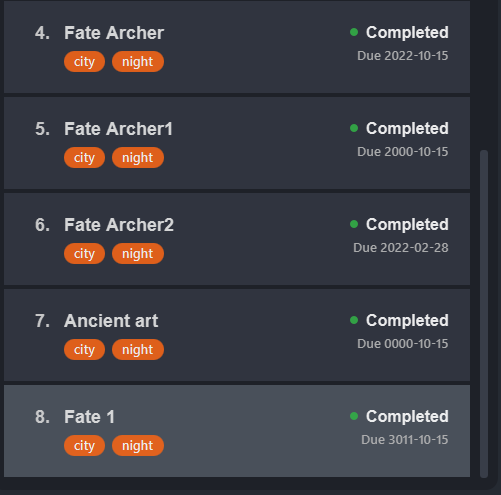 4. Fate Archer Completed
city night Due 2022-10-15
5. Fate Archer1 Completed
city night Due 2000-10-15
6. Fate Archer2 Completed
city night Due 2022-02-28
7. Ancient art Completed
city night Due 0000-10-15
8. Fate 1 Completed
city night Due 3011-10-15